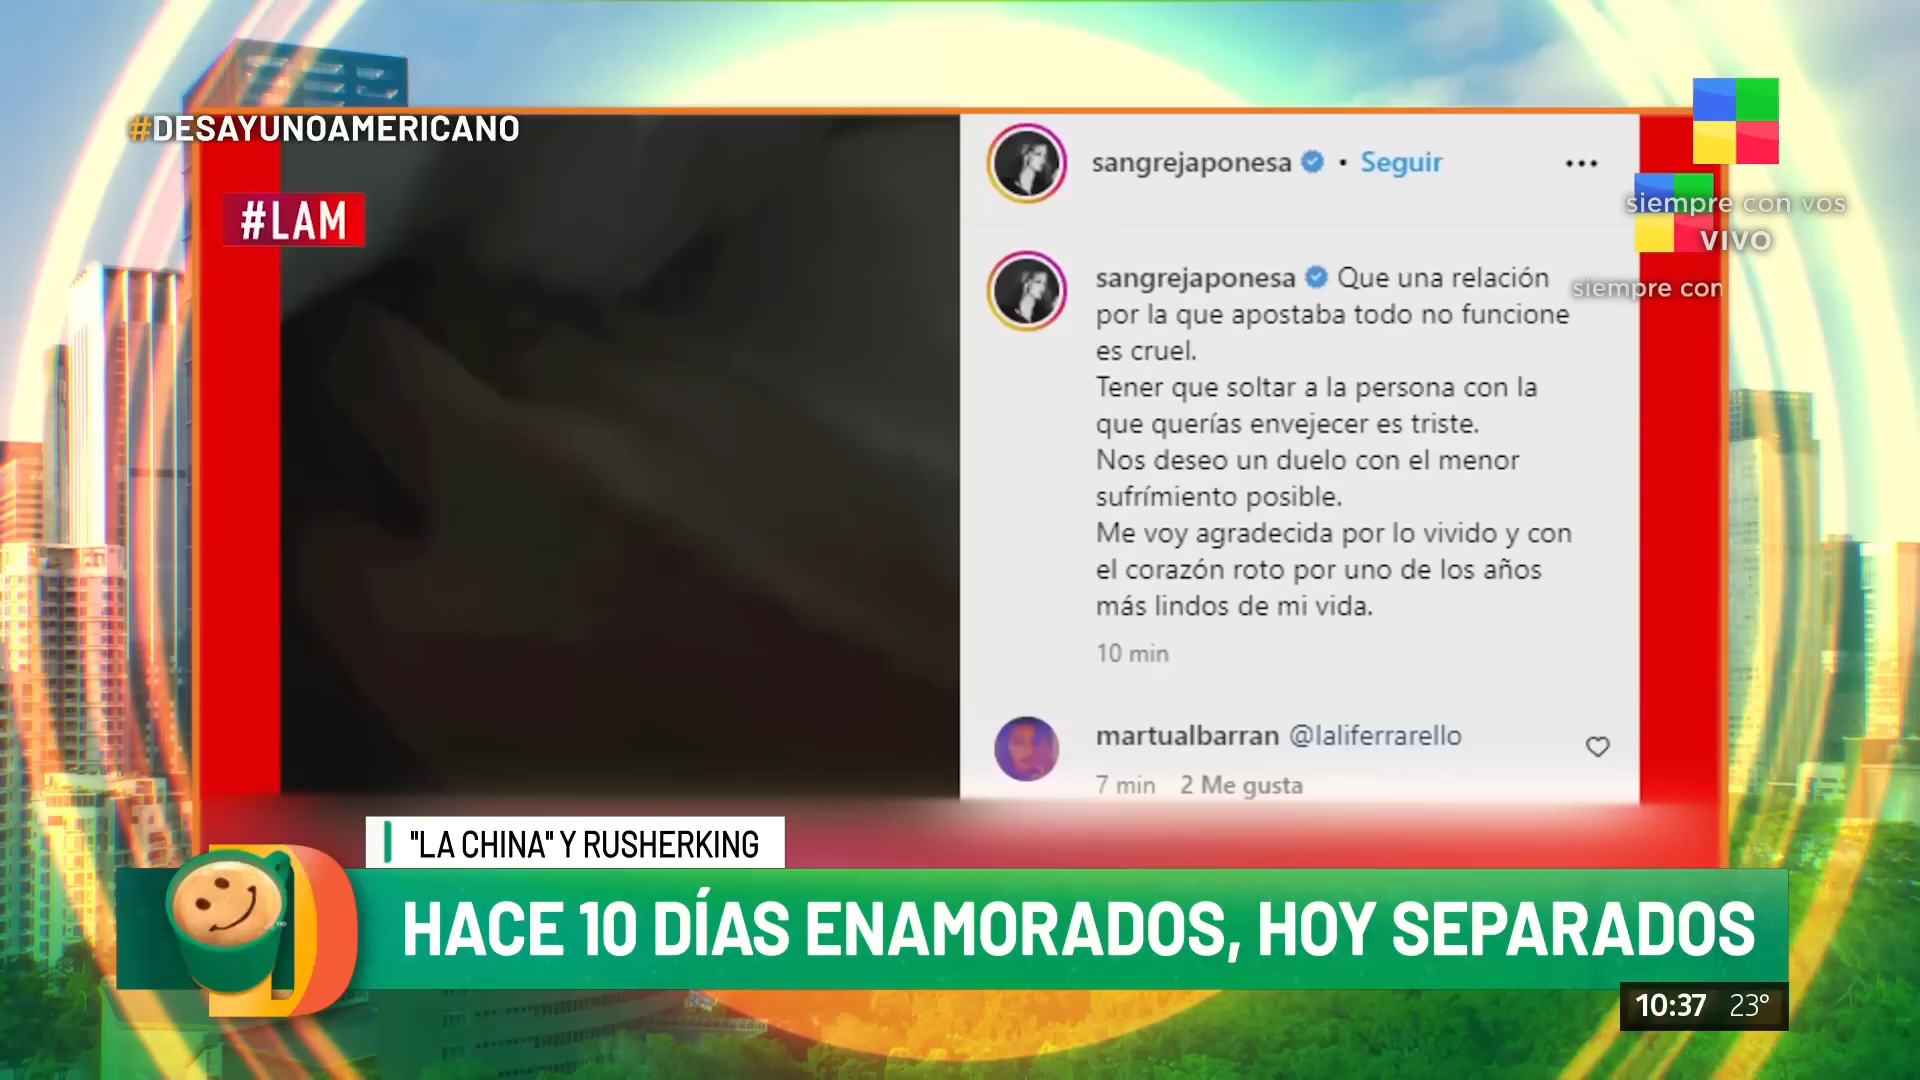 #DESAYUNOAMERICANO
#LAM
sangrejaponesa • Seguir
siempre con vos
VIVO
siempre con
sangrejaponesa Que una relación
por la que apostaba todo no funcione
es cruel.
Tener que soltar a la persona con la
que querías envejecer es triste.
Nos deseo un duelo con el menor
sufrímiento posible.
Me voy agradecida por lo vivido y con
el corazón roto por uno de los años
más lindos de mi vida.
10 min
martualbarran @laliferrarello
7 min 2 Me gusta
"LA CHINA" Y RUSHERKING
HACE 10 DÍAS ENAMORADOS, HOY SEPARADOS
10:37 23°